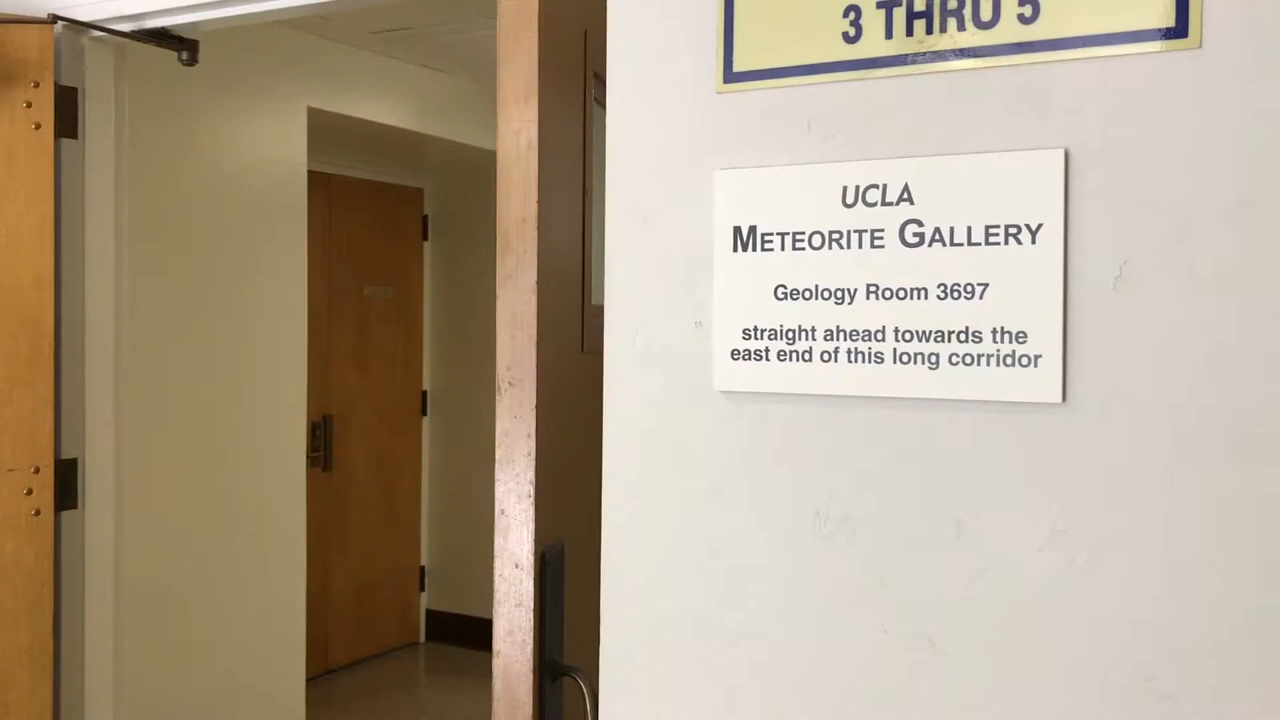 3 THRU 5
UCLA
METEORITE GALLERY
Geology Room 3697
straight ahead towards the
east end of this long corridor